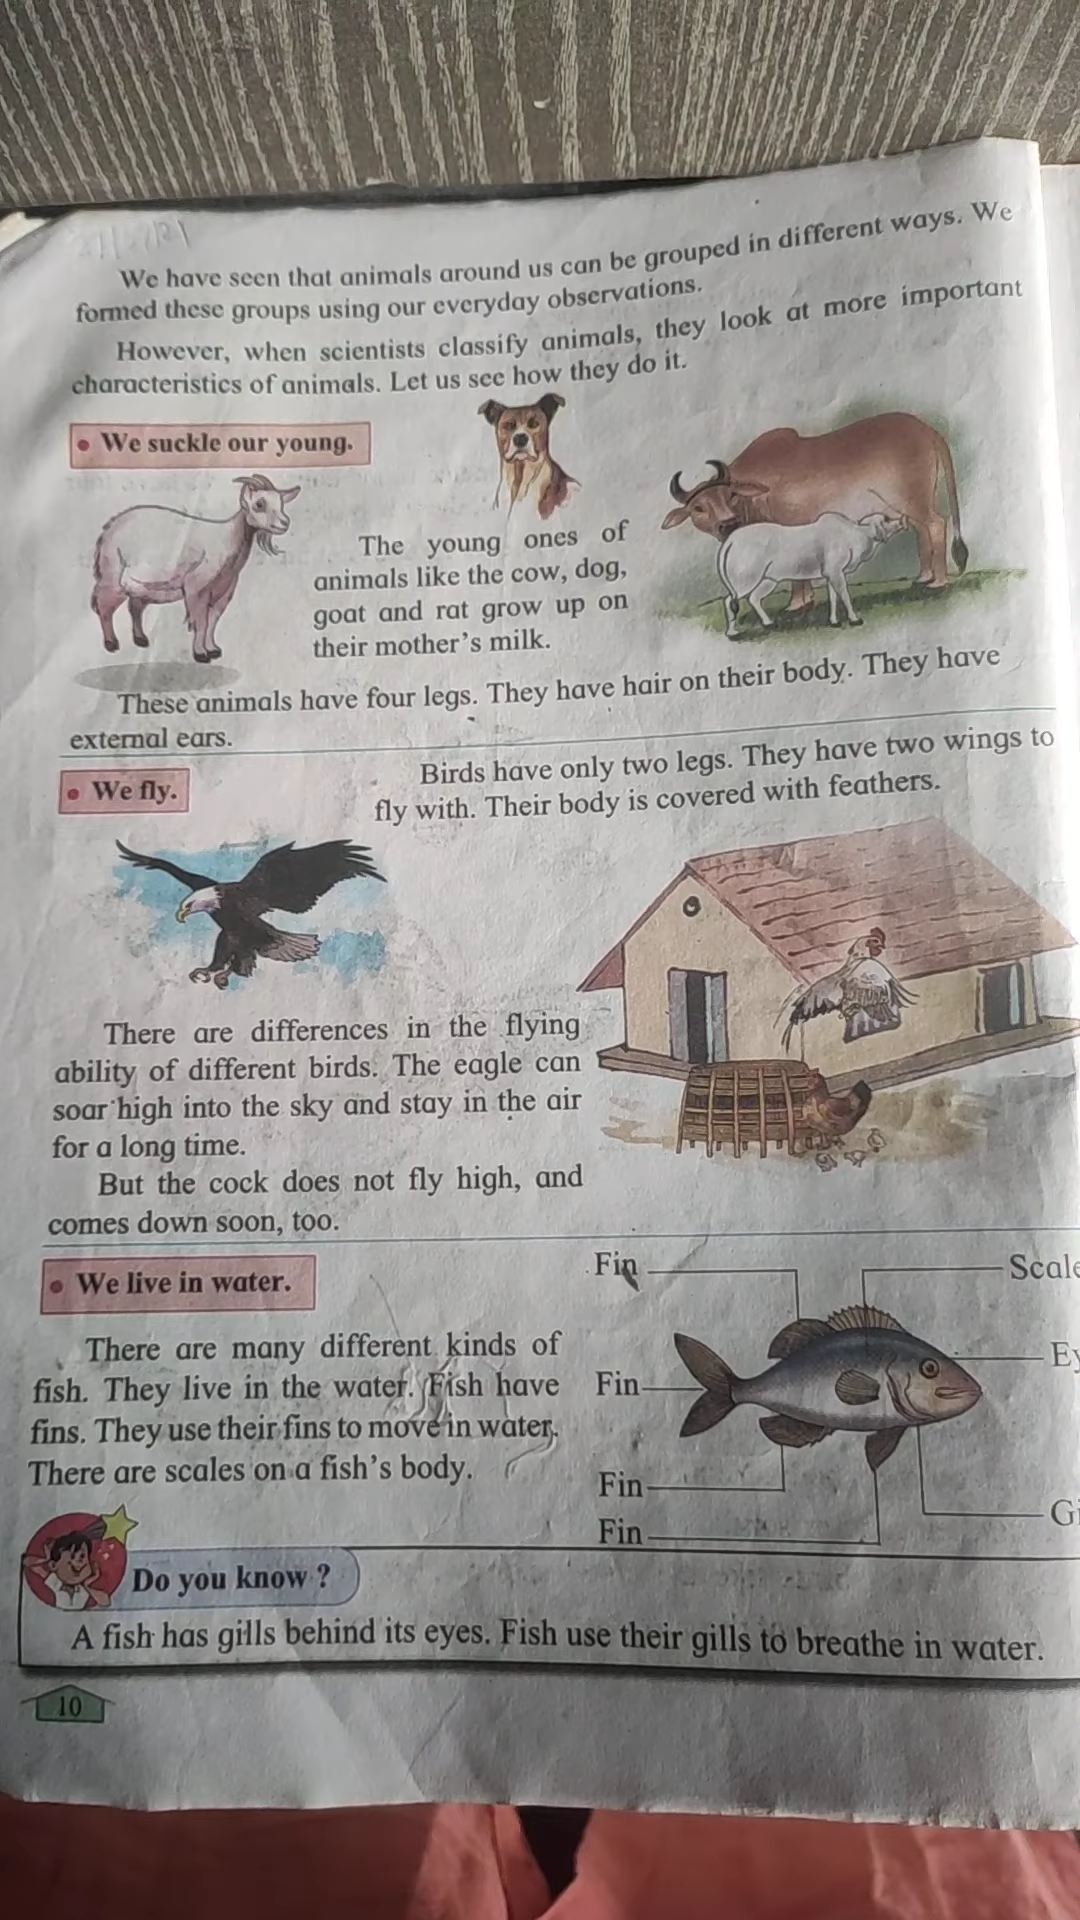 We have seen that animals around us can be grouped in different ways. We
formed these groups using our everyday observations.
However, when scientists classify animals, they look at more important
characteristics of animals. Let us see how they do it.
• We suckle our young.
The young ones of
animals like the cow, dog,
goat and rat grow up on
their mother's milk.
These animals have four legs. They have hair on their body. They have
external ears.
• We fly.
Birds have only two legs. They have two wings to
fly with. Their body is covered with feathers.
There are differences in the flying
ability of different birds. The eagle can
soar high into the sky and stay in the air
for a long time.
But the cock does not fly high, and
comes down soon, too.
• We live in water.
There are many different kinds of
fish. They live in the water. Fish have
fins. They use their fins to move in water.
There are scales on a fish's body.
Fin
Scale
Ey
Fin
Fin
Gi
Fin
Do you know ?
A fish has gills behind its eyes. Fish use their gills to breathe in water.
10